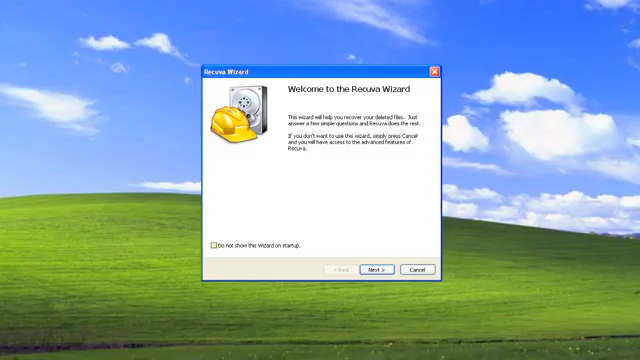 Recuva Wizard
Welcome to the Recuva Wizard
This wizard will help you recover your deleted files. Just
answer a few simple questions and Recuva does the rest.
If you don't want to use this wizard, simply press Cancel
and you will have access to the advanced features of
Recuva.
Do not show this Wizard on startup.
< Back
Next >
Cancel